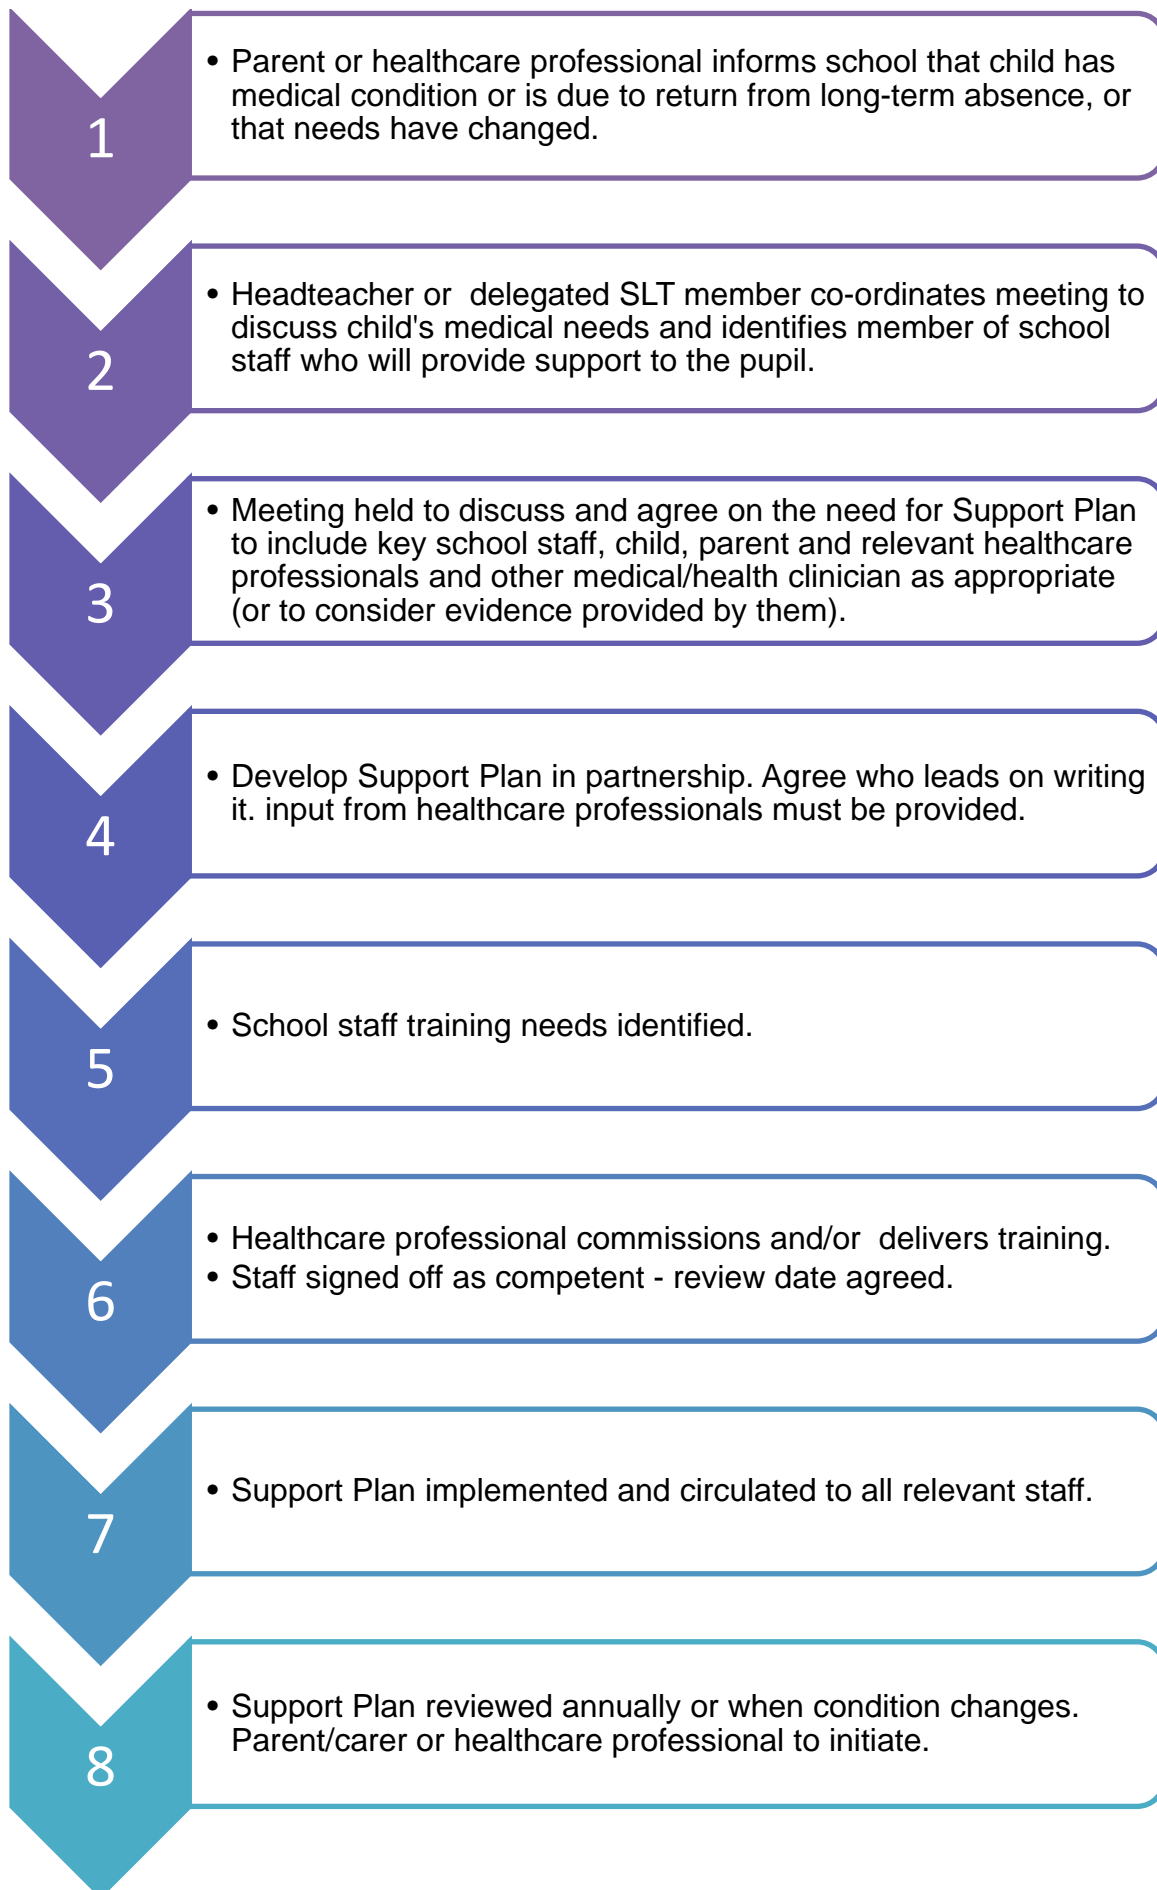 1
• Parent or healthcare professional informs school that child has
medical condition or is due to return from long-term absence, or
that needs have changed.
2
• Headteacher or  delegated SLT member co-ordinates meeting to
discuss child's medical needs and identifies member of school
staff who will provide support to the pupil.
3
• Meeting held to discuss and agree on the need for Support Plan
to include key school staff, child, parent and relevant healthcare
professionals and other medical/health clinician as appropriate
(or to consider evidence provided by them).
4
• Develop Support Plan in partnership. Agree who leads on writing
it. input from healthcare professionals must be provided.
5
• School staff training needs identified.
6
• Healthcare professional commissions and/or  delivers training.
• Staff signed off as competent - review date agreed.
7
• Support Plan implemented and circulated to all relevant staff.
8
• Support Plan reviewed annually or when condition changes.
Parent/carer or healthcare professional to initiate.